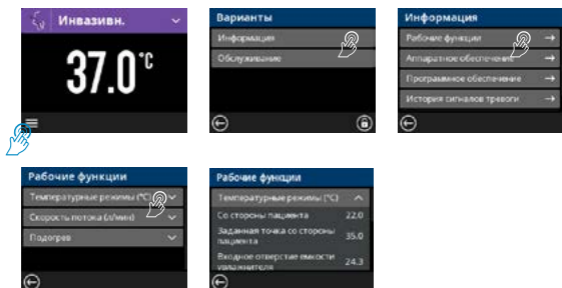 Инвазивн.
37.0°C
Варианты
Информация
Обслуживание
Информация
Рабочие функции
Аппаратное обеспечение
Программное обеспечение
История сигналов тревоги
Рабочие функции
Температурные режимы (°C)
Скорость потока (л/мин)
Подогрев
Рабочие функции
Температурные режимы (°C)
Со стороны пациента 22.0
Заданная точка со стороны
пациента 35.0
Входное отверстие емкости
увлажнителя 24.3